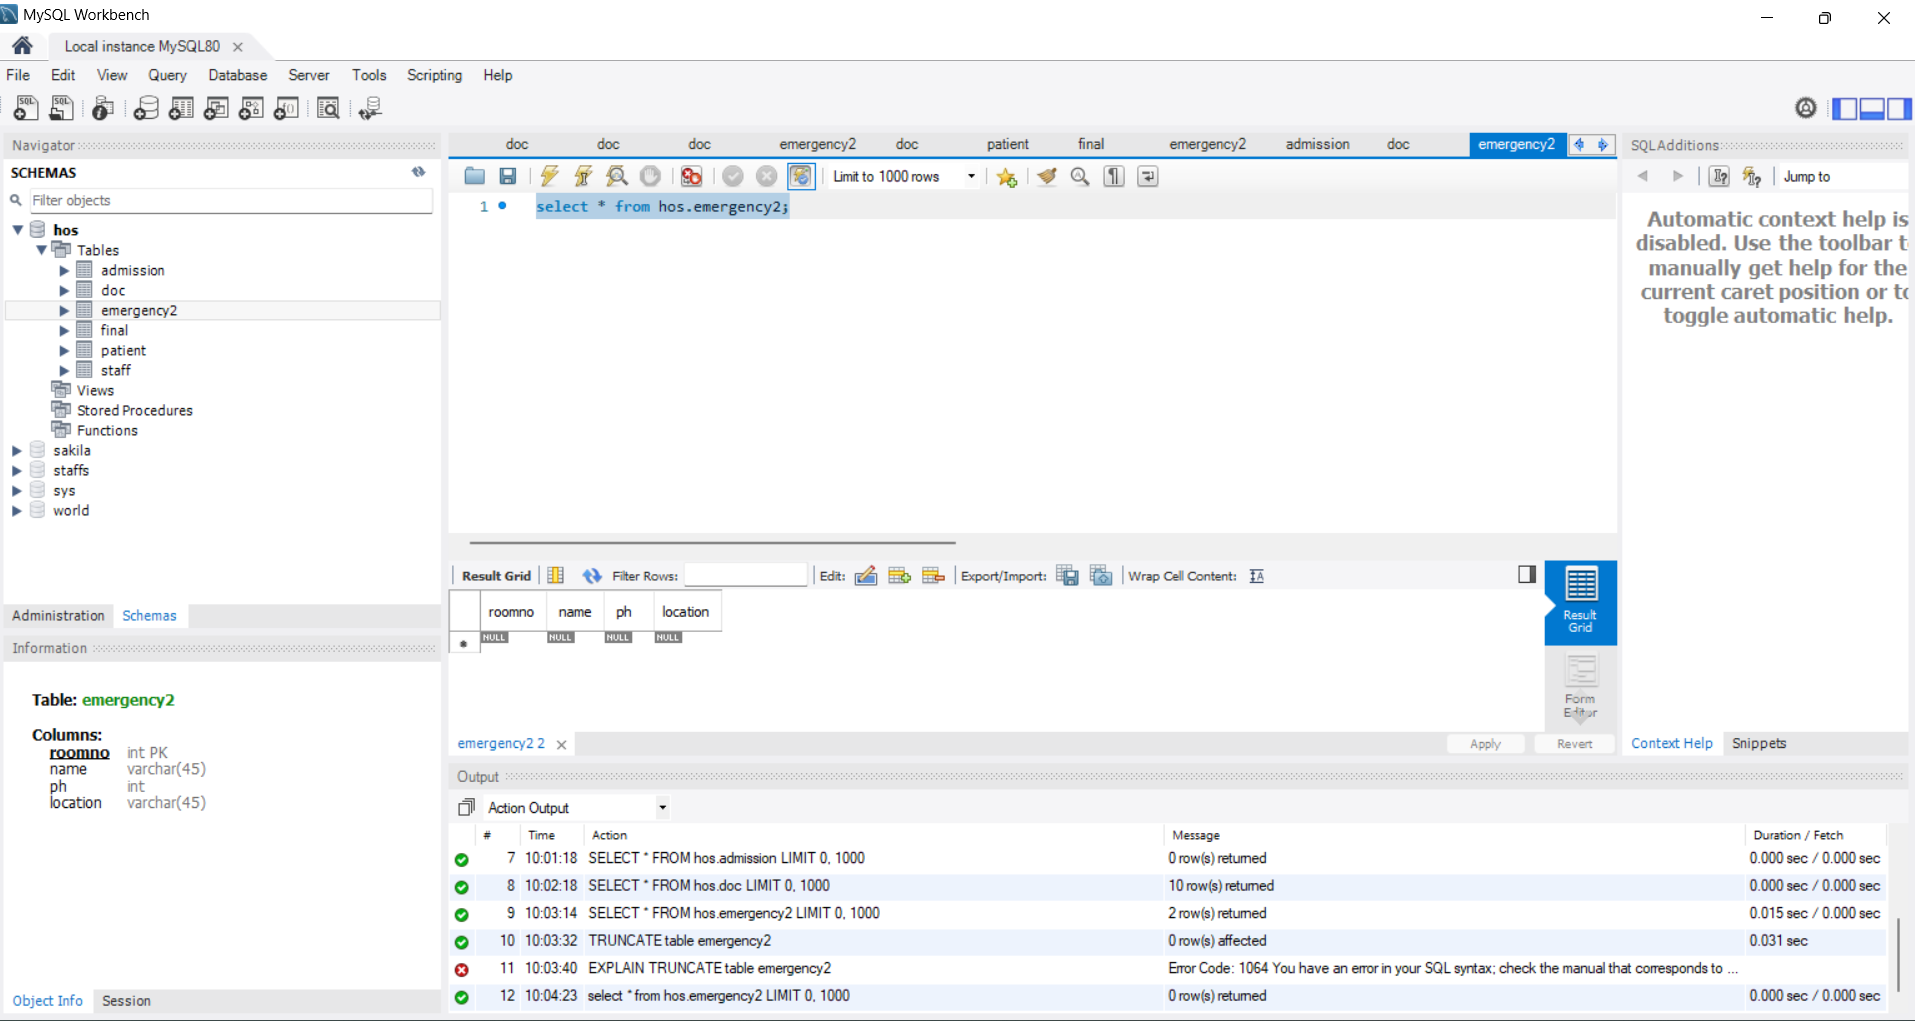 MySQL Workbench
Local instance MySQL80
File Edit View Query Database Server Tools Scripting Help
Navigator
SCHEMAS
Filter objects
hos
Tables
admission
doc
emergency2
final
patient
staff
Views
Stored Procedures
Functions
sakila
staffs
sys
world
Administration Schemas
Information
Table: emergency2
Columns:
roomno int PK
name varchar(45)
ph int
location varchar(45)
Object Info Session
doc doc doc emergency2 doc patient final emergency2 admission doc emergency2
Limit to 1000 rows
1 select * from hos.emergency2;
Result Grid Filter Rows: Edit: Export/Import: Wrap Cell Content:
roomno name ph location
NULL NULL NULL NULL
Result
Grid
Form
Editor
emergency2 2
Apply Revert
SQLAdditions
Jump to
Automatic context help is
disabled. Use the toolbar t
manually get help for the
current caret position or to
toggle automatic help.
Context Help Snippets
Output
Action Output
# Time Action Message Duration / Fetch
7 10:01:18 SELECT * FROM hos.admission LIMIT 0, 1000 0 row(s) returned 0.000 sec / 0.000 sec
8 10:02:18 SELECT * FROM hos.doc LIMIT 0, 1000 10 row(s) returned 0.000 sec / 0.000 sec
9 10:03:14 SELECT * FROM hos.emergency2 LIMIT 0, 1000 2 row(s) returned 0.015 sec / 0.000 sec
10 10:03:32 TRUNCATE table emergency2 0 row(s) affected 0.031 sec
11 10:03:40 EXPLAIN TRUNCATE table emergency2 Error Code: 1064 You have an error in your SQL syntax; check the manual that corresponds to ...
12 10:04:23 select * from hos.emergency2 LIMIT 0, 1000 0 row(s) returned 0.000 sec / 0.000 sec